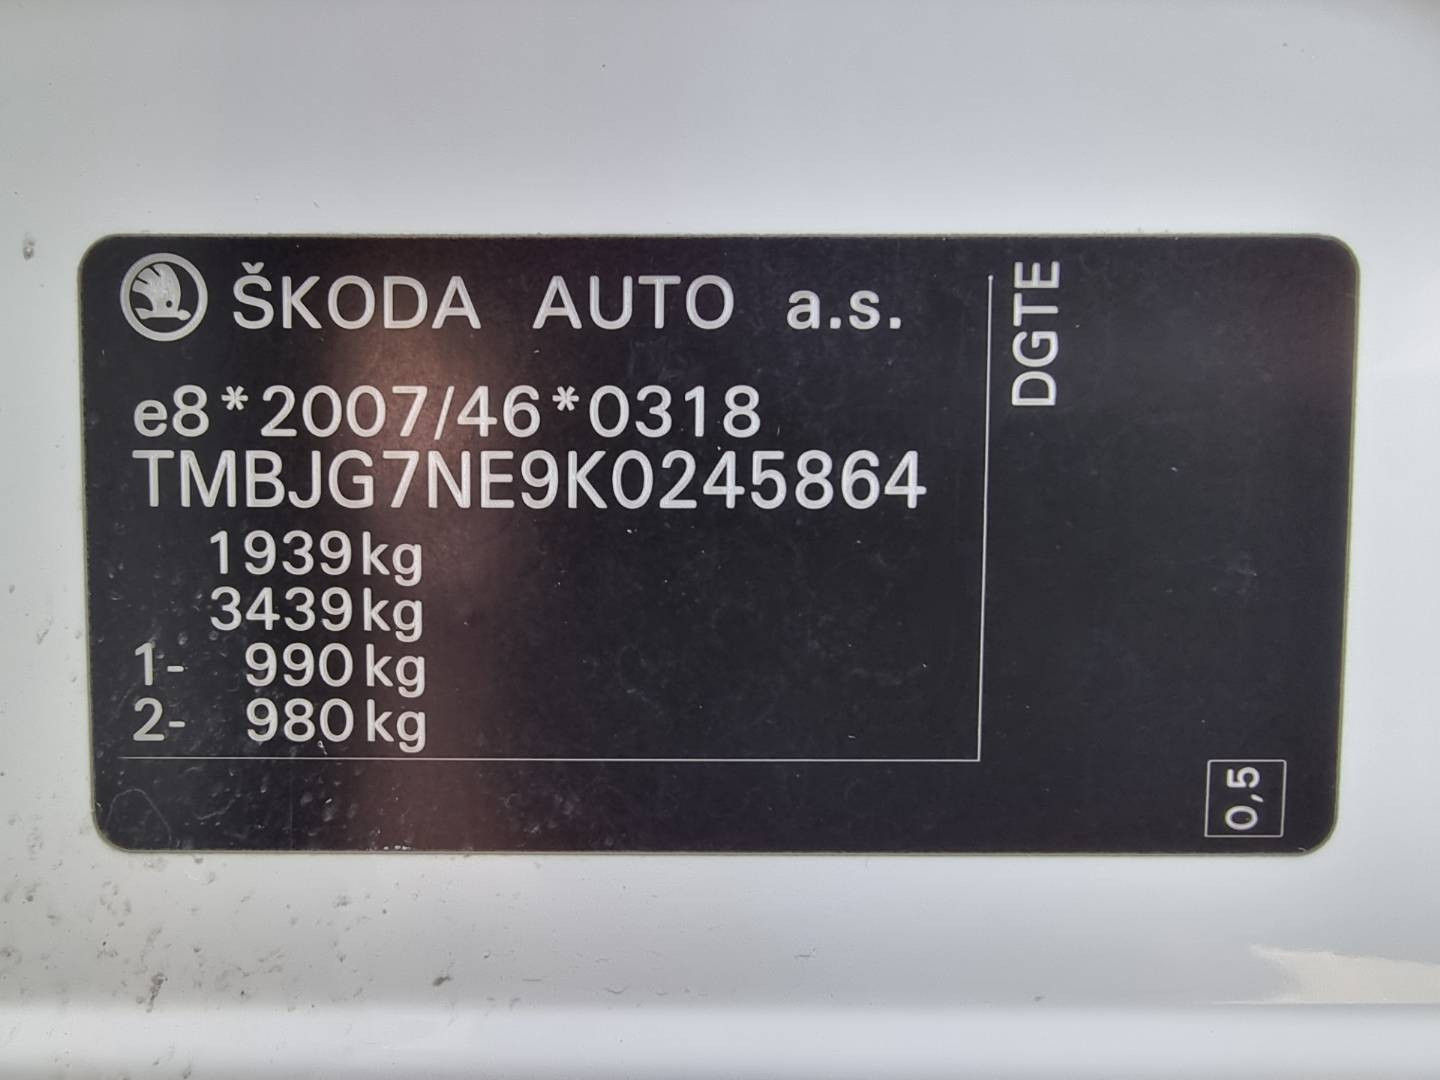 ŠKODA AUTO a.s.
e8*2007/46*0318
TMBJG7NE9K0245864
1939kg
3439kg
1- 990kg
2- 980kg
DGTE
0,5